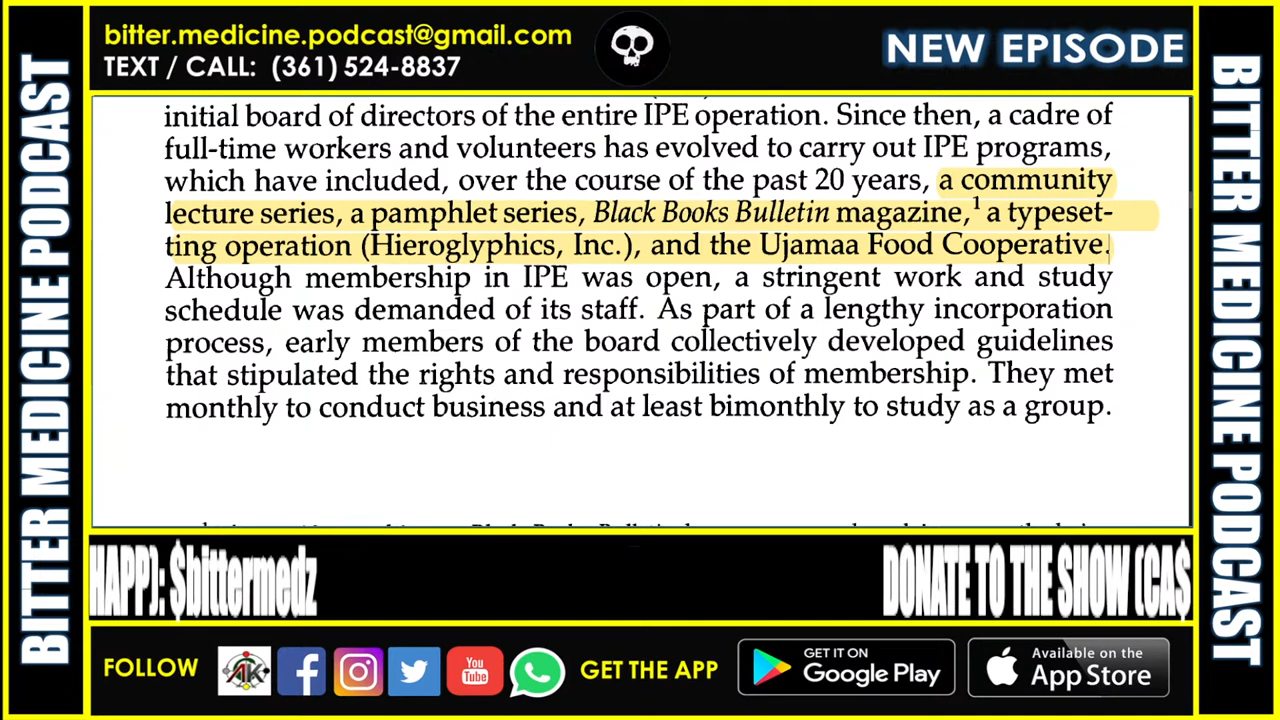 bitter.medicine.podcast@gmail.com
TEXT / CALL: (361) 524-8837
NEW EPISODE
BITTER MEDICINE PODCAST
BITTER MEDICINE PODCAST
initial board of directors of the entire IPE operation. Since then, a cadre of
full-time workers and volunteers has evolved to carry out IPE programs,
which have included, over the course of the past 20 years, a community
lecture series, a pamphlet series, Black Books Bulletin magazine,¹ a typeset-
ting operation (Hieroglyphics, Inc.), and the Ujamaa Food Cooperative.
Although membership in IPE was open, a stringent work and study
schedule was demanded of its staff. As part of a lengthy incorporation
process, early members of the board collectively developed guidelines
that stipulated the rights and responsibilities of membership. They met
monthly to conduct business and at least bimonthly to study as a group.
HAPP): $bittermedz
DONATE TO THE SHOW (CA$
FOLLOW
You
Tube
GET THE APP
GET IT ON
Google Play
Available on the
App Store